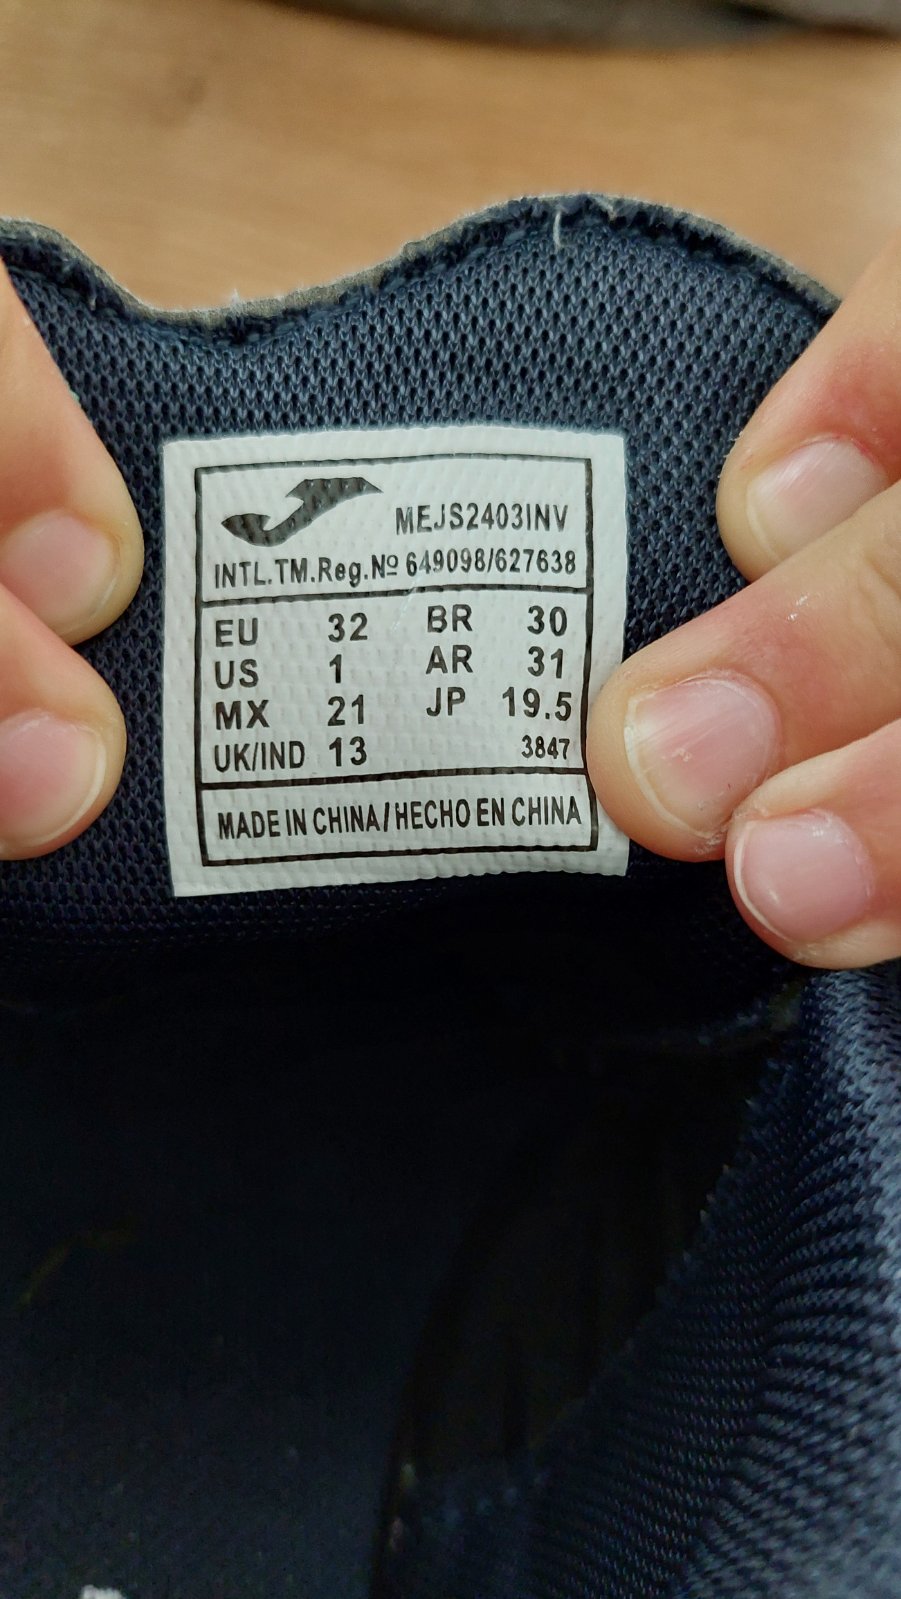 MEJS2403INV
INTL.TM.Reg.Nº 649098/627638
EU 32 BR 30
US 1 AR 31
MX 21 JP 19.5
UK/IND 13 3847
MADE IN CHINA/HECHO EN CHINA